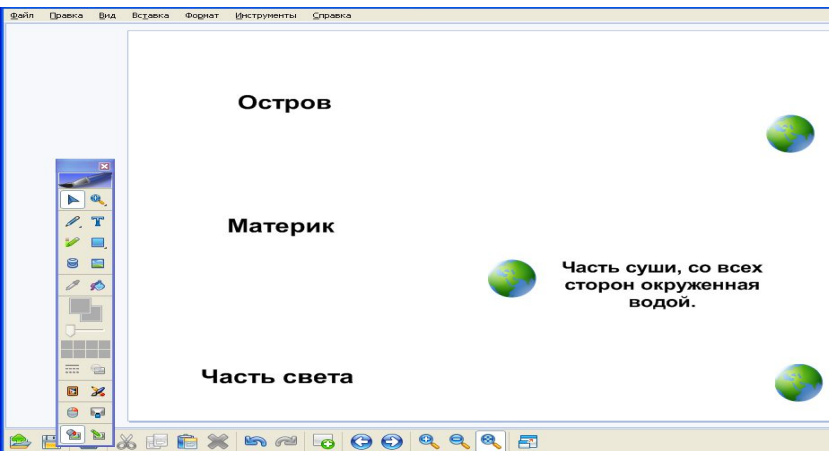 Файл Правка Вид Вставка Формат Инструменты Справка
Остров
Материк
Часть суши, со всех
сторон окруженная
водой.
Часть света